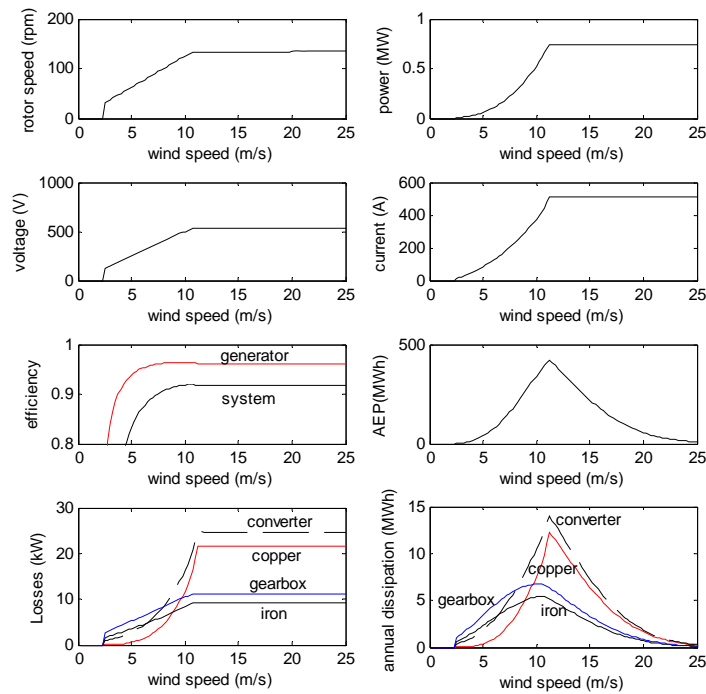 rotor speed (rpm)
200
100
0
0 5 10 15 20 25
wind speed (m/s)
power (MW)
1
0.5
0
0 5 10 15 20 25
wind speed (m/s)
voltage (V)
1000
500
0
0 5 10 15 20 25
wind speed (m/s)
current (A)
600
400
200
0
0 5 10 15 20 25
wind speed (m/s)
efficiency
1
0.9
0.8
generator
system
0 5 10 15 20 25
wind speed (m/s)
AEP(MWh)
500
0
0 5 10 15 20 25
wind speed (m/s)
Losses (kW)
30
20
10
0
converter
copper
gearbox
iron
0 5 10 15 20 25
wind speed (m/s)
annual dissipation (MWh)
15
10
5
0
converter
copper
gearbox
iron
0 5 10 15 20 25
wind speed (m/s)